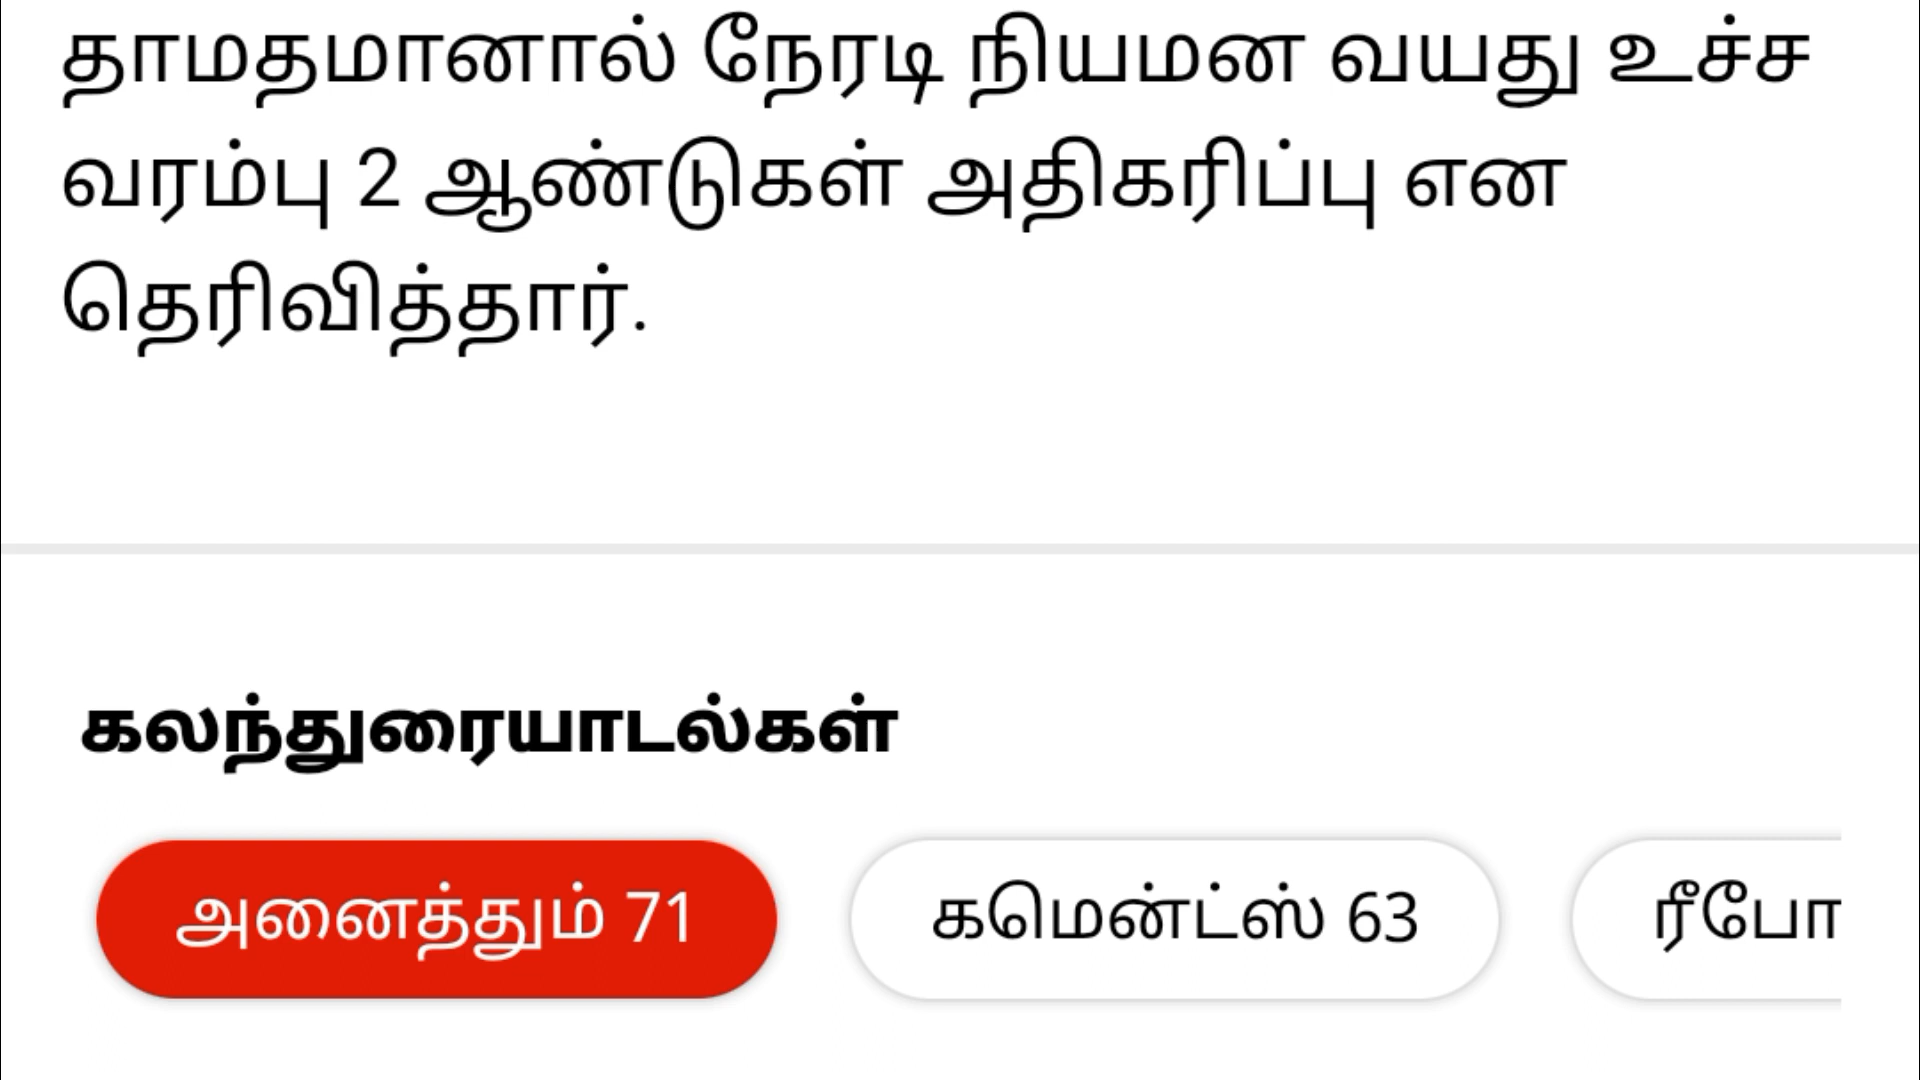 தாமதமானால் நேரடி நியமன வயது உச்ச
வரம்பு 2 ஆண்டுகள் அதிகரிப்பு என
தெரிவித்தார்.
கலந்துரையாடல்கள்
அனைத்தும் 71
கமென்ட்ஸ் 63
ரீபோ